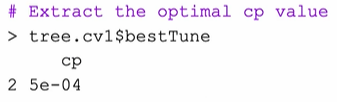 # Extract the optimal cp value
> tree.cv1$bestTune
cp
2 5e-04